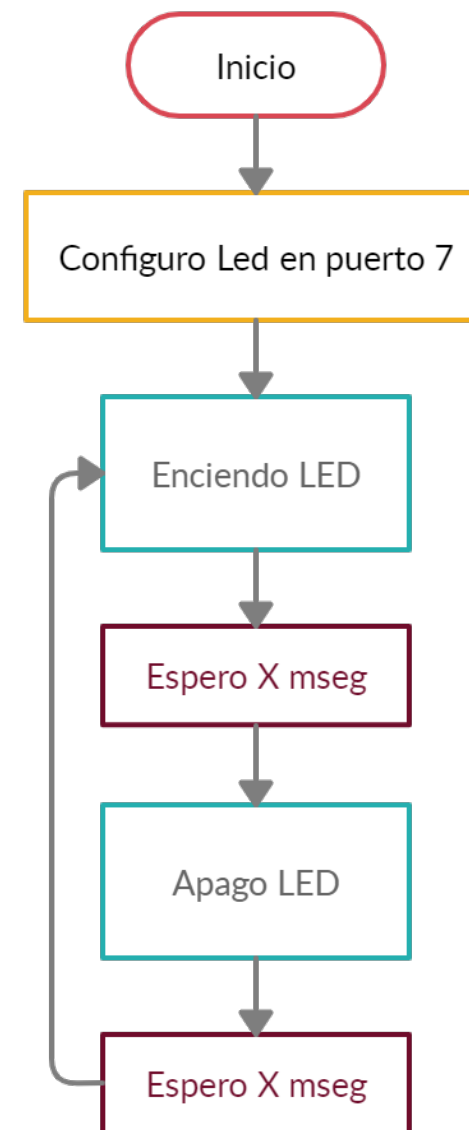 Inicio
Configuro Led en puerto 7
Enciendo LED
Espero X mseg
Apago LED
Espero X mseg